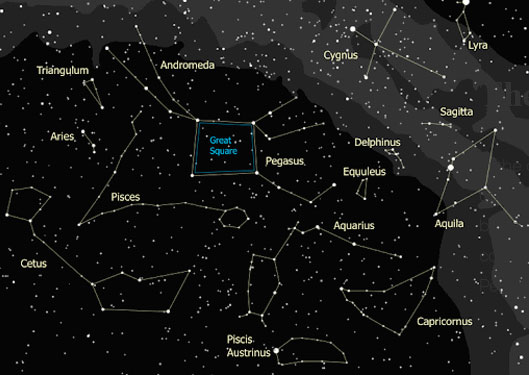 Lyra
Cygnus
Andromeda
Triangulum
Sagitta
Aries
Great
Square
Delphinus
Pegasus
Equuleus
Pisces
Aquarius
Aquila
Cetus
Capricornus
Piscis
Austrinus